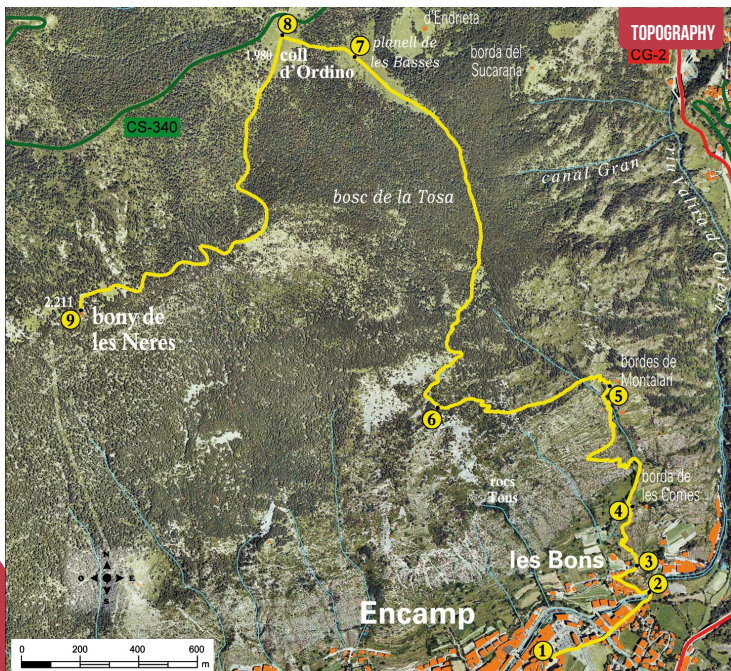 TOPOGRAPHY
8
7
d'Endrieta
planell de
les Basses
1.980
coll
d'Ordino
borda del
Sucaraña
CG-2
CS-340
canal Gran
riu Valira d'Orient
bosc de la Tosa
2.211
9
bony de
les Neres
bordes de
Montalari
5
6
rocs
Tous
borda de
les Comes
4
les Bons
3
2
N
O
E
S
Encamp
1
0
200
400
600
m